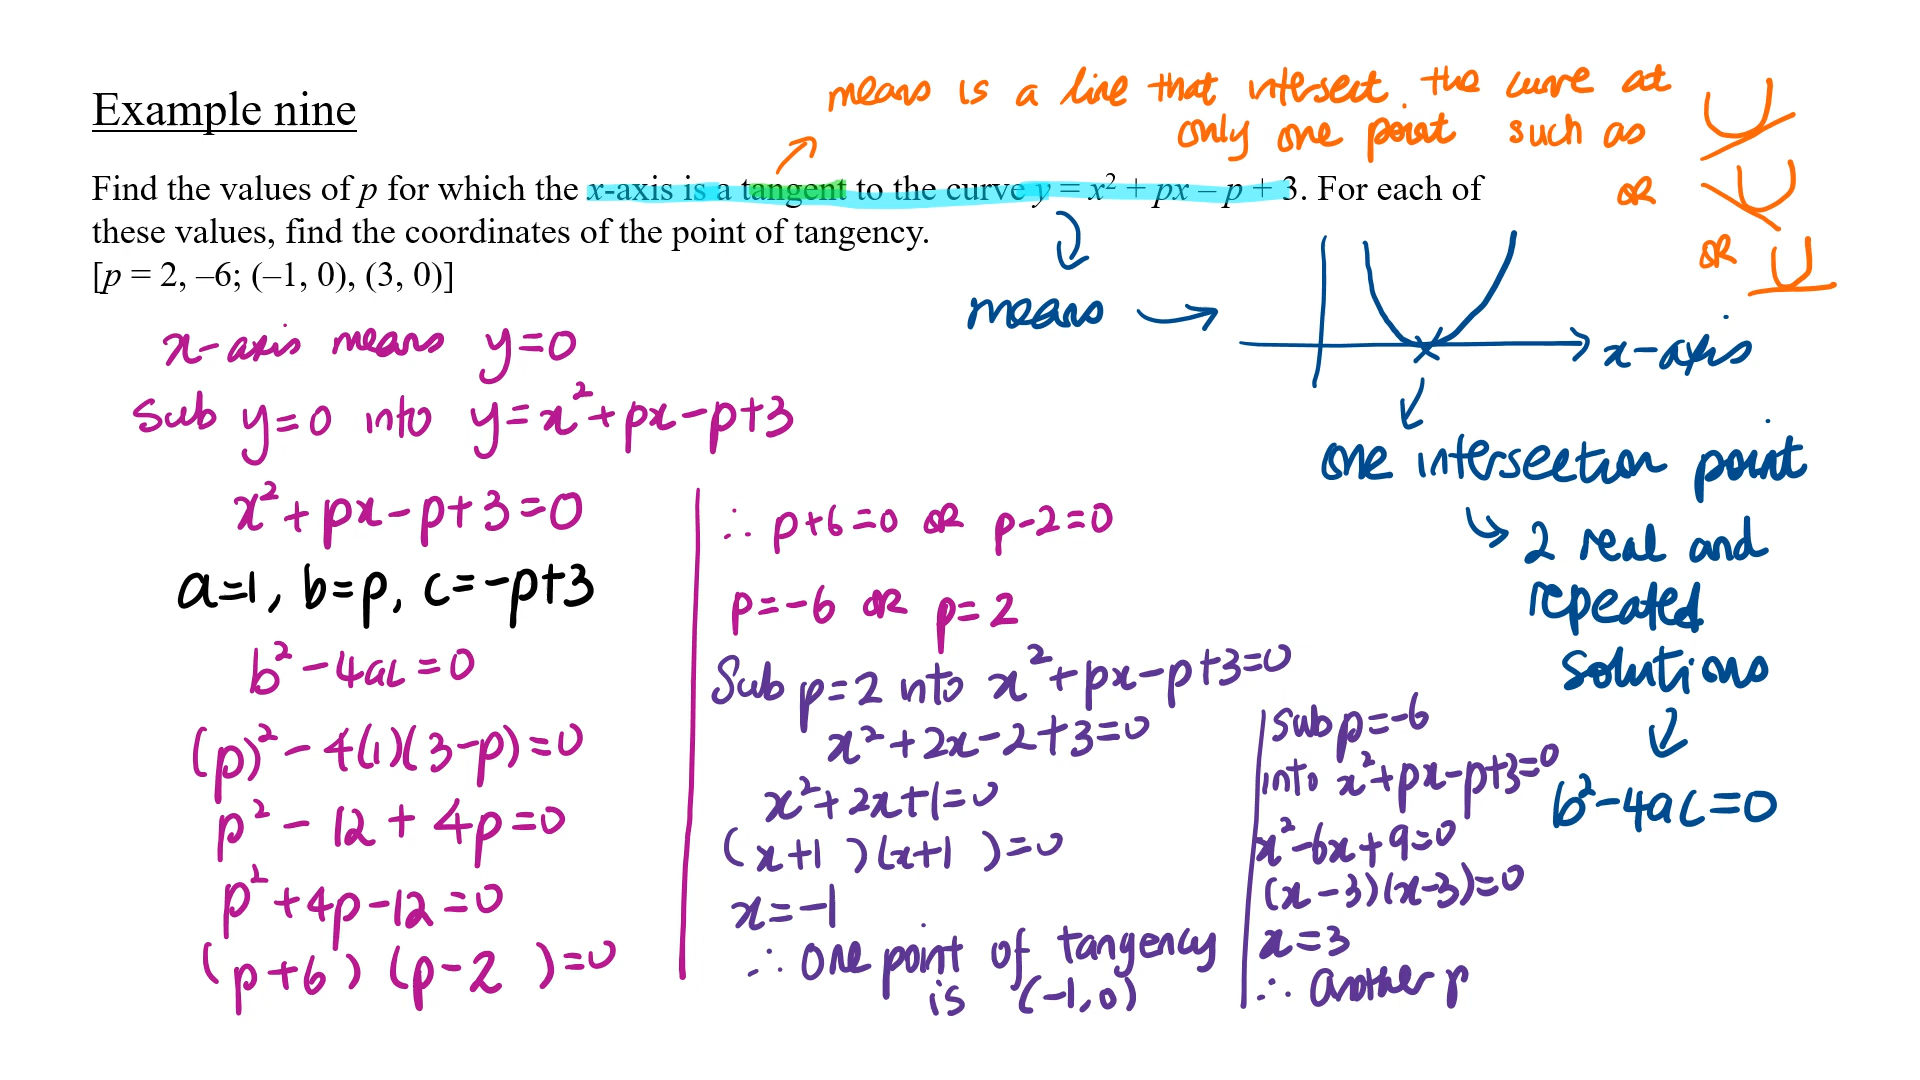 Example nine
means is a line that intersect the curve at
only one point such as
OR
OR
Find the values of p for which the x-axis is a tangent to the curve y = x² + px – p + 3. For each of
these values, find the coordinates of the point of tangency.
[p = 2, –6; (–1, 0), (3, 0)]
means →
x-axis
one intersection point
2 real and
repeated
solutions
b²-4ac=0
x-axis means y=0
Sub y=0 into y=x²+px-p+3
x²+px-p+3=0
a=1, b=p, c=-p+3
b²-4ac=0
(p)²-4(1)(3-p)=0
p²-12+4p=0
p²+4p-12=0
(p+6)(p-2)=0
∴ p+6=0 OR p-2=0
p=-6 OR p=2
Sub p=2 into x²+px-p+3=0
x²+2x-2+3=0
x²+2x+1=0
(x+1)(x+1)=0
x=-1
∴ one point of tangency
is (-1,0)
sub p=-6
into x²+px-p+3=0
x²-6x+9=0
(x-3)(x-3)=0
x=3
∴ another p